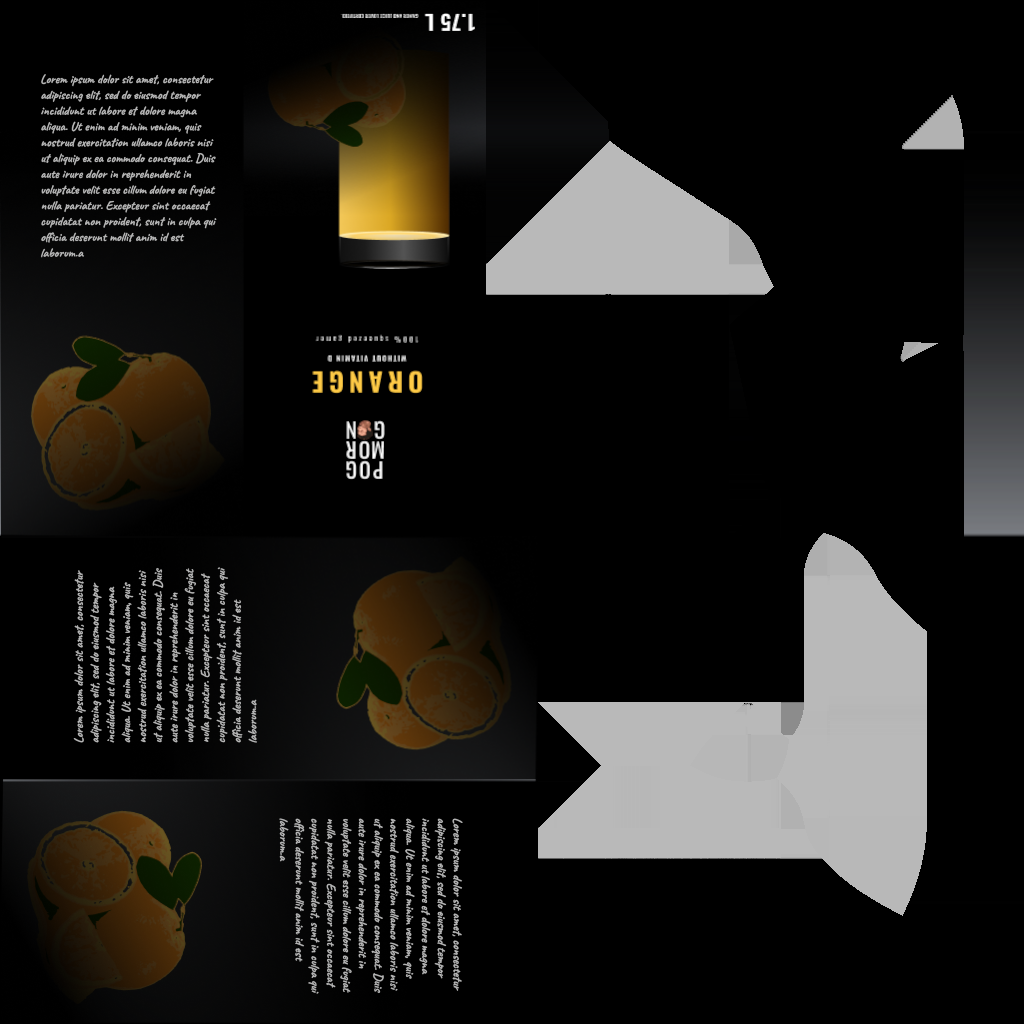 Lorem ipsum dolor sit amet, consectetur
adipiscing elit, sed do eiusmod tempor
incididunt ut labore et dolore magna
aliqua. Ut enim ad minim veniam, quis
nostrud exercitation ullamco laboris nisi
ut aliquip ex ea commodo consequat. Duis
aute irure dolor in reprehenderit in
voluptate velit esse cillum dolore eu fugiat
nulla pariatur. Excepteur sint occaecat
cupidatat non proident, sunt in culpa qui
officia deserunt mollit anim id est
laborum.a
POG
MOR
G N
ORANGE
WITHOUT VITAMIN D
100% squeezed gamer
1.75 L
Lorem ipsum dolor sit amet, consectetur
adipiscing elit, sed do eiusmod tempor
incididunt ut labore et dolore magna
aliqua. Ut enim ad minim veniam, quis
nostrud exercitation ullamco laboris nisi
ut aliquip ex ea commodo consequat. Duis
aute irure dolor in reprehenderit in
voluptate velit esse cillum dolore eu fugiat
nulla pariatur. Excepteur sint occaecat
cupidatat non proident, sunt in culpa qui
officia deserunt mollit anim id est
laborum.a
Lorem ipsum dolor sit amet, consectetur
adipiscing elit, sed do eiusmod tempor
incididunt ut labore et dolore magna
aliqua. Ut enim ad minim veniam, quis
nostrud exercitation ullamco laboris nisi
ut aliquip ex ea commodo consequat. Duis
aute irure dolor in reprehenderit in
voluptate velit esse cillum dolore eu fugiat
nulla pariatur. Excepteur sint occaecat
cupidatat non proident, sunt in culpa qui
officia deserunt mollit anim id est
laborum.a